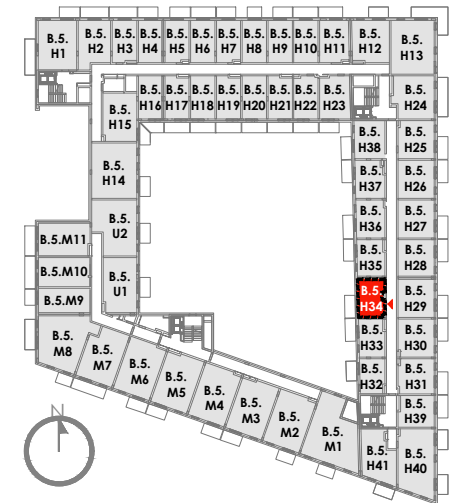 B.5.
H1
B.5.
H2
B.5.
H3
B.5.
H4
B.5.
H5
B.5.
H6
B.5.
H7
B.5.
H8
B.5.
H9
B.5.
H10
B.5.
H11
B.5.
H12
B.5.
H13
B.5.
H15
B.5.
H16
B.5.
H17
B.5.
H18
B.5.
H19
B.5.
H20
B.5.
H21
B.5.
H22
B.5.
H23
B.5.
H24
B.5.
H38
B.5.
H25
B.5.
H14
B.5.
H37
B.5.
H26
B.5.
U2
B.5.
H36
B.5.
H27
B.5.M11
B.5.
H35
B.5.
H28
B.5.M10
B.5.
U1
B.5.
H34
B.5.
H29
B.5.M9
B.5.
M8
B.5.
M7
B.5.
M6
B.5.
M5
B.5.
M4
B.5.
M3
B.5.
M2
B.5.
M1
B.5.
H33
B.5.
H30
B.5.
H32
B.5.
H31
B.5.
H39
B.5.
H41
B.5.
H40
N